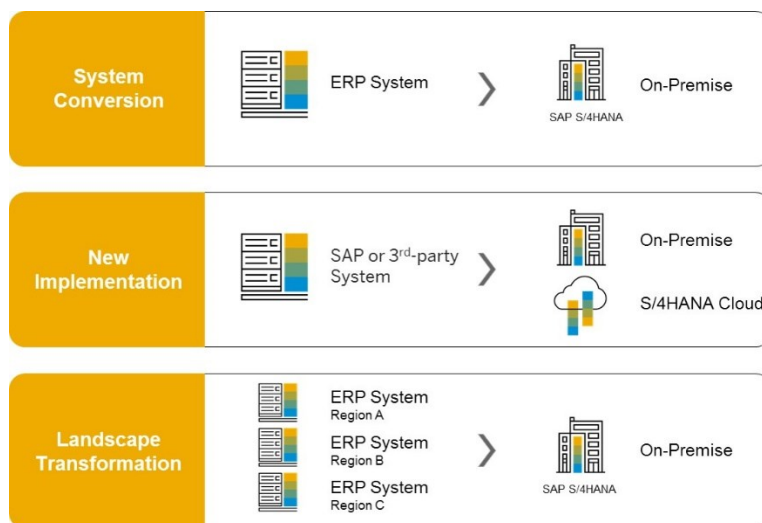 System
Conversion
ERP System
SAP S/4HANA
On-Premise
New
Implementation
SAP or 3rd-party
System
On-Premise
S/4HANA Cloud
Landscape
Transformation
ERP System
Region A
ERP System
Region B
ERP System
Region C
SAP S/4HANA
On-Premise